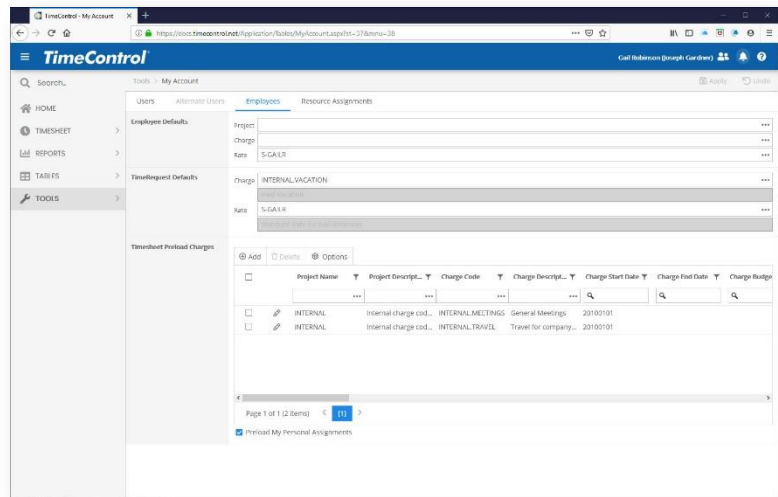 TimeControl - My Account
https://docs.timecontrol.net/Application/Tables/MyAccount.aspx?st=37&mnu=38
TimeControl
Gail Robinson (Joseph Gardner)
Search...
Tools > My Account
Apply
Undo
HOME
TIMESHEET
REPORTS
TABLES
TOOLS
Users
Alternate Users
Employees
Resource Assignments
Employee Defaults
Project
Charge
Rate S-GAILR
TimeRequest Defaults
Charge INTERNAL.VACATION
Paid Vacation
Rate S-GAILR
Timesheet Preload Charges
Add Delete Options
Project Name Project Descript... Charge Code Charge Descript... Charge Start Date Charge End Date Charge Budge
INTERNAL Internal charge cod... INTERNAL.MEETINGS General Meetings 20100101
INTERNAL Internal charge cod... INTERNAL.TRAVEL Travel for company... 20100101
Page 1 of 1 (2 items) [1]
Preload My Personal Assignments